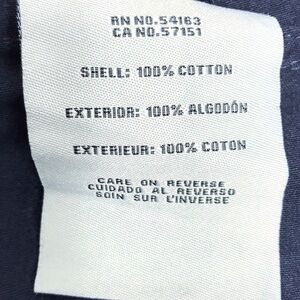 RN NO.54163
CA NO.57151
SHELL: 100% COTTON
EXTERIOR: 100% ALGODÓN
EXTERIEUR: 100% COTON
CARE ON REVERSE
CUIDADO AL REVERSO
SOIN SUR L'INVERSE